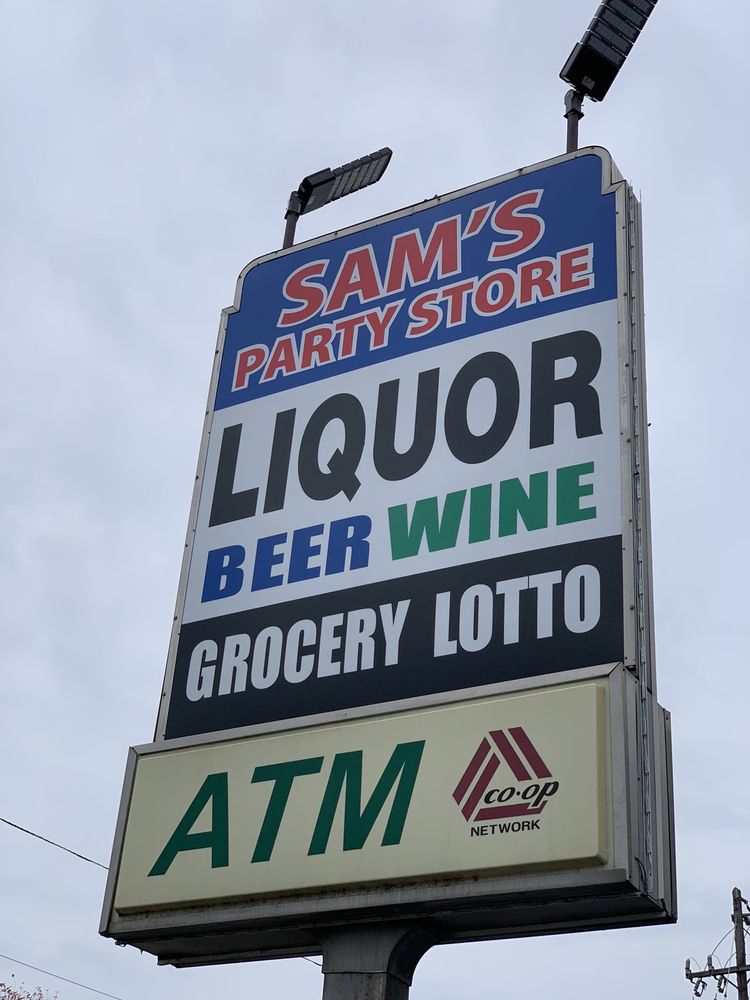 SAM'S
PARTY STORE
LIQUOR
BEER WINE
GROCERY LOTTO
ATM
co-op
NETWORK